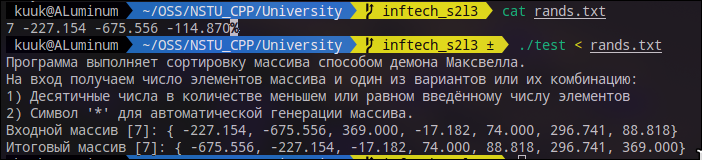 kuuk@ALuminum ~/OSS/NSTU_CPP/University inftech_s2l3 cat rands.txt
7 -227.154 -675.556 -114.870%
kuuk@ALuminum ~/OSS/NSTU_CPP/University inftech_s2l3 ± ./test < rands.txt
Программа выполняет сортировку массива способом демона Максвелла.
На вход получаем число элементов массива и один из вариантов или их комбинацию:
1) Десятичные числа в количестве меньшем или равном введённому числу элементов
2) Символ '*' для автоматической генерации массива.
Входной массив [7]: { -227.154, -675.556, 369.000, -17.182, 74.000, 296.741, 88.818}
Итоговый массив [7]: { -675.556, -227.154, -17.182, 74.000, 88.818, 296.741, 369.000}